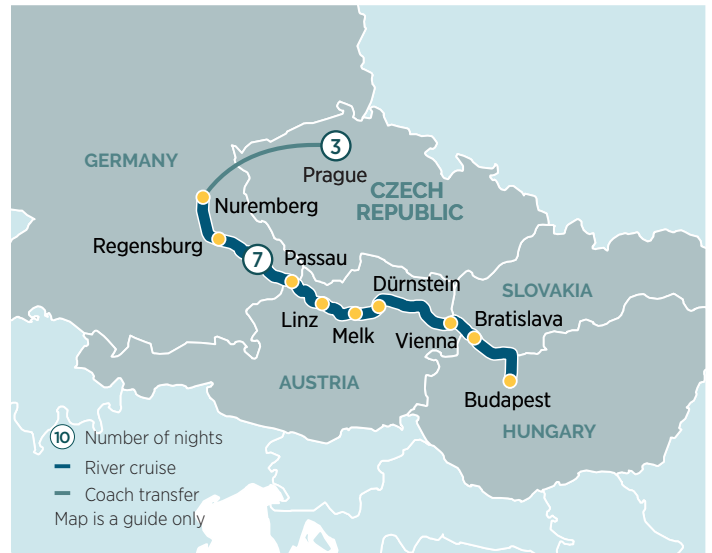 3
Prague
GERMANY
CZECH
REPUBLIC
Nuremberg
Regensburg
7
Passau
Dürnstein
SLOVAKIA
Linz
Melk
Vienna
Bratislava
AUSTRIA
Budapest
HUNGARY
10 Number of nights
River cruise
Coach transfer
Map is a guide only